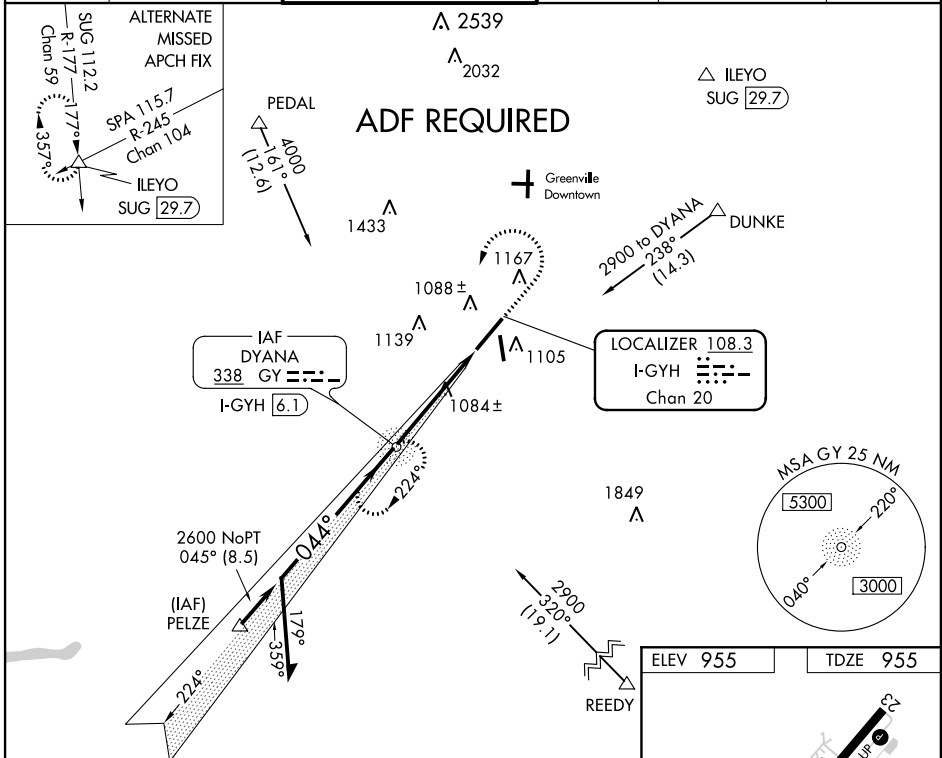 ALTERNATE
MISSED
APCH FIX
SUG 112.2
R-177
Chan 59
177°
357°
SPA 115.7
R-245
Chan 104
ILEYO
SUG 29.7
2539
2032
ILEYO
SUG 29.7
PEDAL
4000
161°
(12.6)
ADF REQUIRED
Greenville
Downtown
1433
DUNKE
2900 to DYANA
238°
(14.3)
1167
1088 ±
1139
1105
IAF
DYANA
338 GY
I-GYH 6.1
LOCALIZER 108.3
I-GYH
Chan 20
1084 ±
224°
1849
MSA GY 25 NM
5300
220°
040°
3000
2600 NoPT
045° (8.5)
044°
(IAF)
PELZE
179°
359°
224°
2900
320°
(19.1)
REEDY
ELEV 955
TDZE 955
23
UP
P